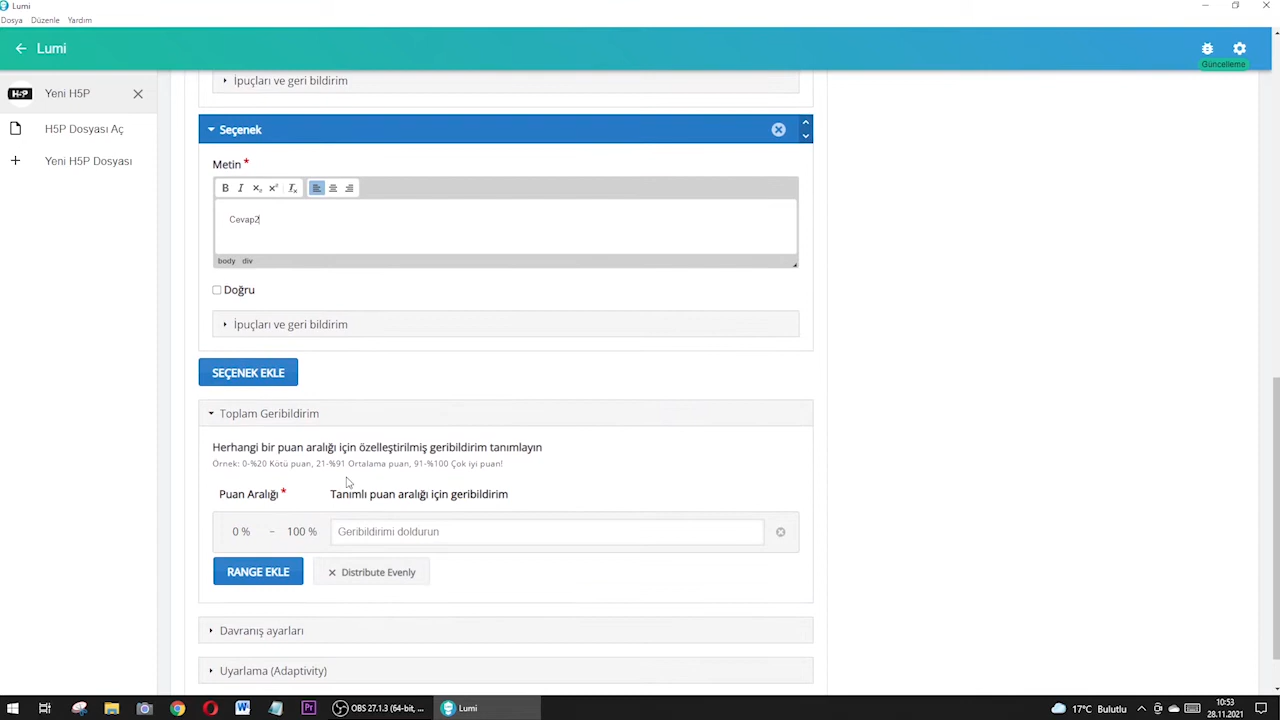 Lumi
Dosya Düzenle Yardım
Lumi
Güncelleme
H5P Yeni H5P
H5P Dosyası Aç
Yeni H5P Dosyası
İpuçları ve geri bildirim
Seçenek
Metin *
B I x₂ x² Tx
Cevap2
body div
Doğru
İpuçları ve geri bildirim
SEÇENEK EKLE
Toplam Geribildirim
Herhangi bir puan aralığı için özelleştirilmiş geribildirim tanımlayın
Örnek: 0-%20 Kötü puan, 21-%91 Ortalama puan, 91-%100 Çok iyi puan!
Puan Aralığı * Tanımlı puan aralığı için geribildirim
0 % – 100 % Geribildirimi doldurun
RANGE EKLE Distribute Evenly
Davranış ayarları
Uyarlama (Adaptivity)
OBS 27.1.3 (64-bit, ... Lumi
17°C Bulutlu
10:53
28.11.2021